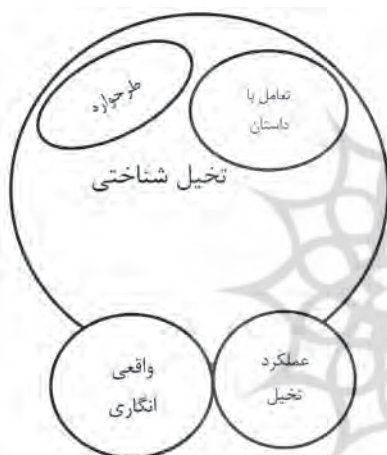 تعامل با
داستان
طرحواره
تخیل شناختی
عملکرد
تخیل
واقعی
انگاری